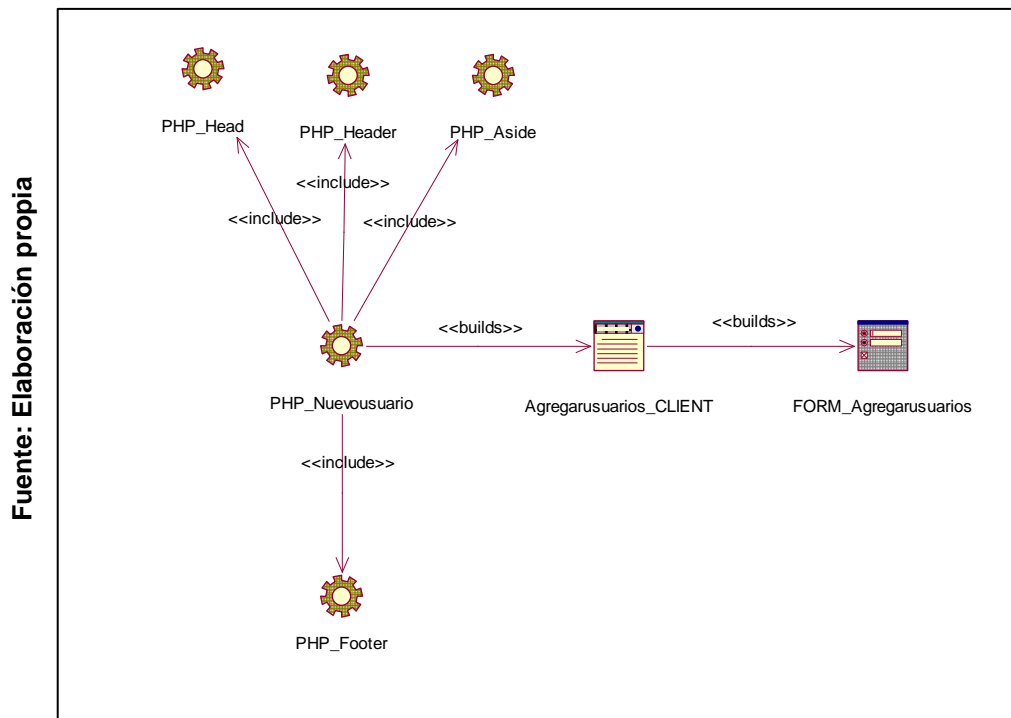 Fuente: Elaboración propia
PHP_Head
PHP_Header
PHP_Aside
<<include>>
<<include>>
<<include>>
<<builds>>
<<builds>>
PHP_Nuevousuario
Agregarusuarios_CLIENT
FORM_Agregarusuarios
<<include>>
PHP_Footer